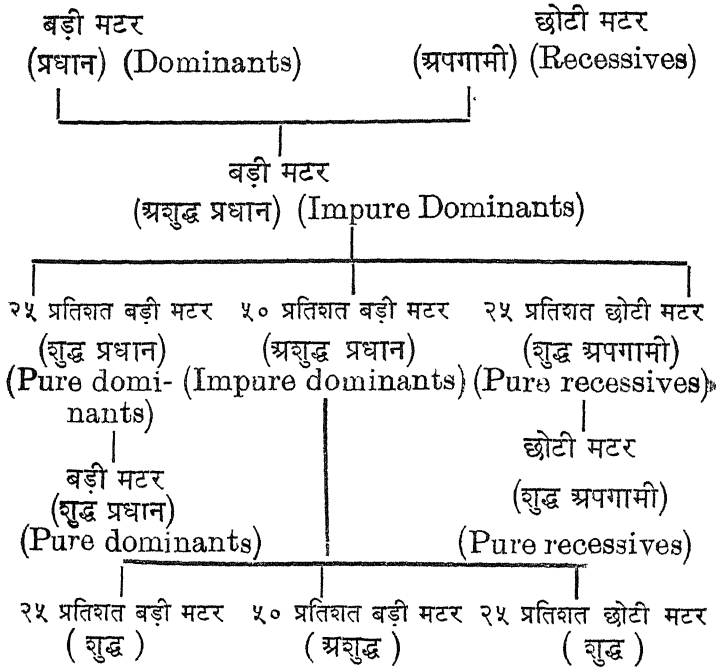 बड़ी मटर छोटी मटर
(प्रधान) (Dominants) (अपगामी) (Recessives)
बड़ी मटर
(अशुद्ध प्रधान) (Impure Dominants)
२५ प्रतिशत बड़ी मटर ५० प्रतिशत बड़ी मटर २५ प्रतिशत छोटी मटर
(शुद्ध प्रधान) (अशुद्ध प्रधान) (शुद्ध अपगामी)
(Pure domi- (Impure dominants) (Pure recessives)
nants)
छोटी मटर
बड़ी मटर
(शुद्ध प्रधान) (शुद्ध अपगामी)
(Pure dominants) (Pure recessives)
२५ प्रतिशत बड़ी मटर ५० प्रतिशत बड़ी मटर २५ प्रतिशत छोटी मटर
( शुद्ध ) ( अशुद्ध ) ( शुद्ध )